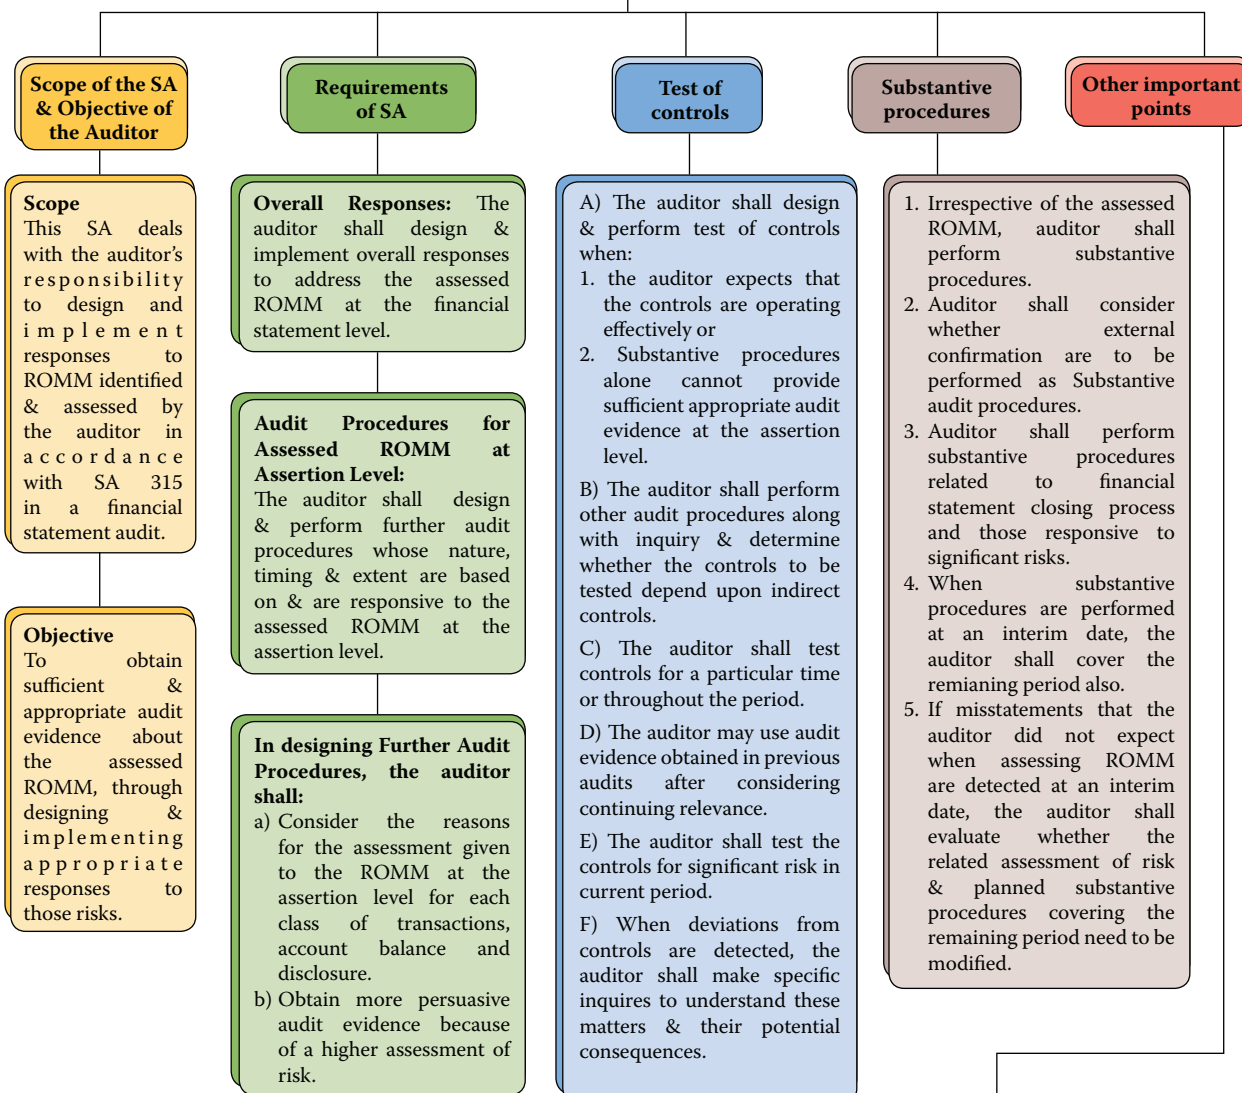 Scope of the SA
& Objective of
the Auditor
Requirements
of SA
Test of
controls
Substantive
procedures
Other important
points
Scope
This SA deals
with the auditor's
responsibility
to design and
implement
responses to
ROMM identified
& assessed by
the auditor in
accordance
with SA 315
in a financial
statement audit.
Objective
To obtain
sufficient &
appropriate audit
evidence about
the assessed
ROMM, through
designing &
implementing
appropriate
responses to
those risks.
Overall Responses: The
auditor shall design &
implement overall responses
to address the assessed
ROMM at the financial
statement level.
Audit Procedures for
Assessed ROMM at
Assertion Level:
The auditor shall design
& perform further audit
procedures whose nature,
timing & extent are based
on & are responsive to the
assessed ROMM at the
assertion level.
In designing Further Audit
Procedures, the auditor
shall:
a) Consider the reasons
for the assessment given
to the ROMM at the
assertion level for each
class of transactions,
account balance and
disclosure.
b) Obtain more persuasive
audit evidence because
of a higher assessment of
risk.
A) The auditor shall design
& perform test of controls
when:
1. the auditor expects that
the controls are operating
effectively or
2. Substantive procedures
alone cannot provide
sufficient appropriate audit
evidence at the assertion
level.
B) The auditor shall perform
other audit procedures along
with inquiry & determine
whether the controls to be
tested depend upon indirect
controls.
C) The auditor shall test
controls for a particular time
or throughout the period.
D) The auditor may use audit
evidence obtained in previous
audits after considering
continuing relevance.
E) The auditor shall test the
controls for significant risk in
current period.
F) When deviations from
controls are detected, the
auditor shall make specific
inquires to understand these
matters & their potential
consequences.
1. Irrespective of the assessed
ROMM, auditor shall
perform substantive
procedures.
2. Auditor shall consider
whether external
confirmation are to be
performed as Substantive
audit procedures.
3. Auditor shall perform
substantive procedures
related to financial
statement closing process
and those responsive to
significant risks.
4. When substantive
procedures are performed
at an interim date, the
auditor shall cover the
remianing period also.
5. If misstatements that the
auditor did not expect
when assessing ROMM
are detected at an interim
date, the auditor shall
evaluate whether the
related assessment of risk
& planned substantive
procedures covering the
remaining period need to be
modified.